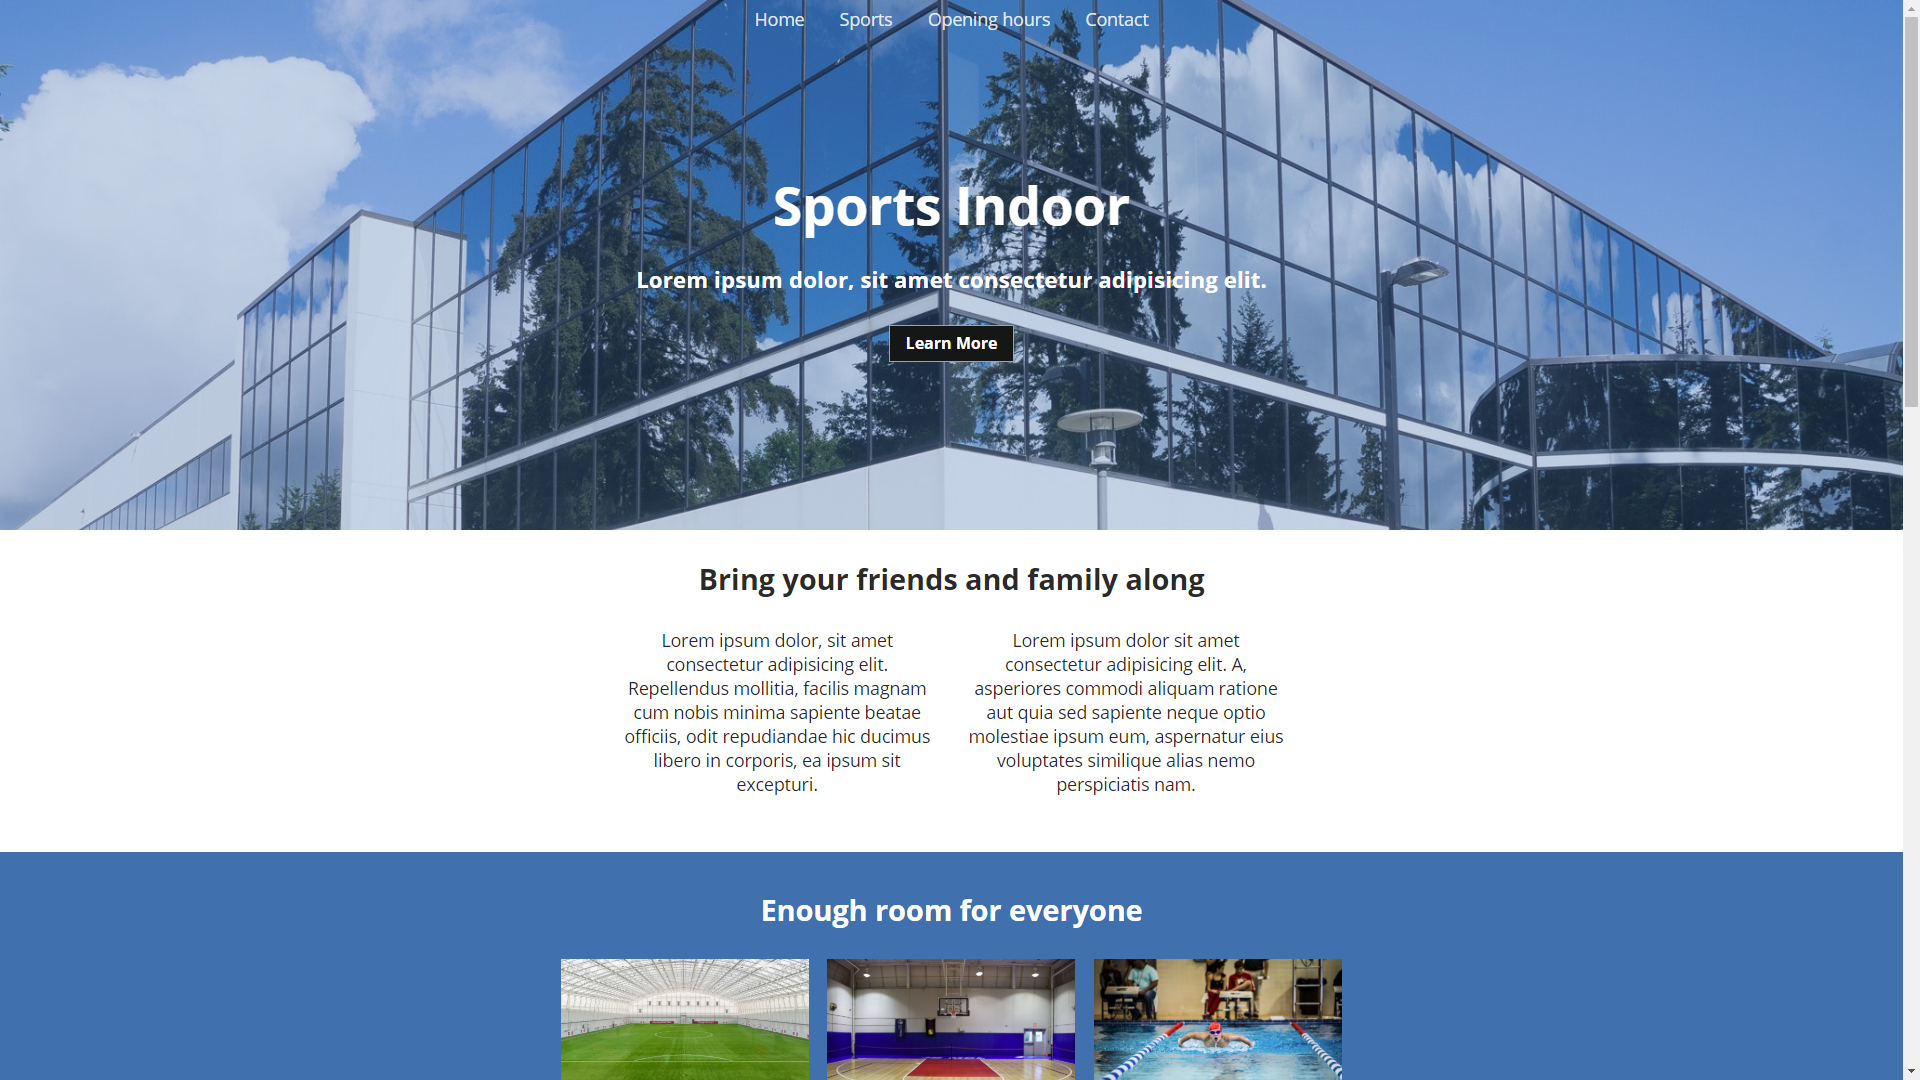 Home Sports Opening hours Contact
Sports Indoor
Lorem ipsum dolor, sit amet consectetur adipisicing elit.
Learn More
Bring your friends and family along
Lorem ipsum dolor, sit amet
consectetur adipisicing elit.
Repellendus mollitia, facilis magnam
cum nobis minima sapiente beatae
officiis, odit repudiandae hic ducimus
libero in corporis, ea ipsum sit
excepturi.
Lorem ipsum dolor sit amet
consectetur adipisicing elit. A,
asperiores commodi aliquam ratione
aut quia sed sapiente neque optio
molestiae ipsum eum, aspernatur eius
voluptates similique alias nemo
perspiciatis nam.
Enough room for everyone